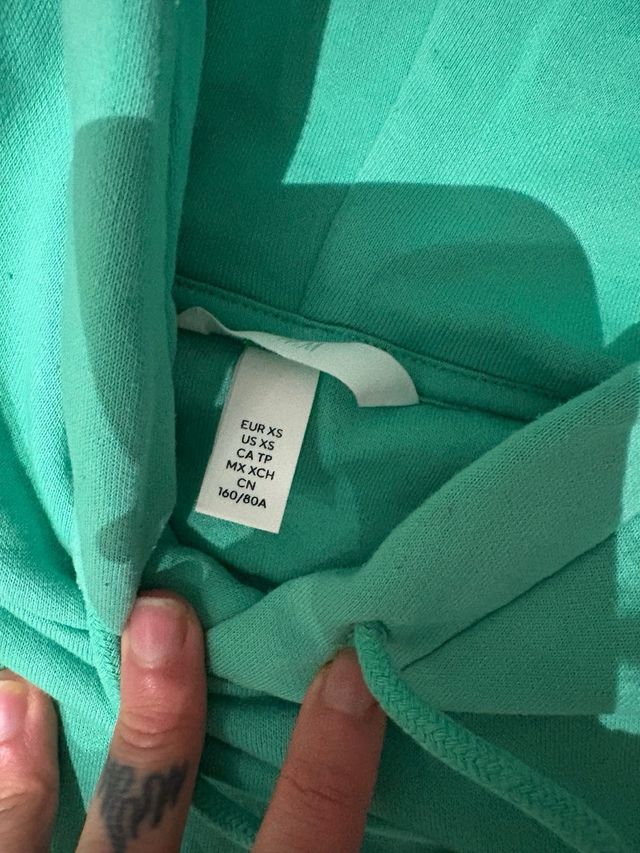 EUR XS
US XS
CA TP
MX XCH
CN
160/80A